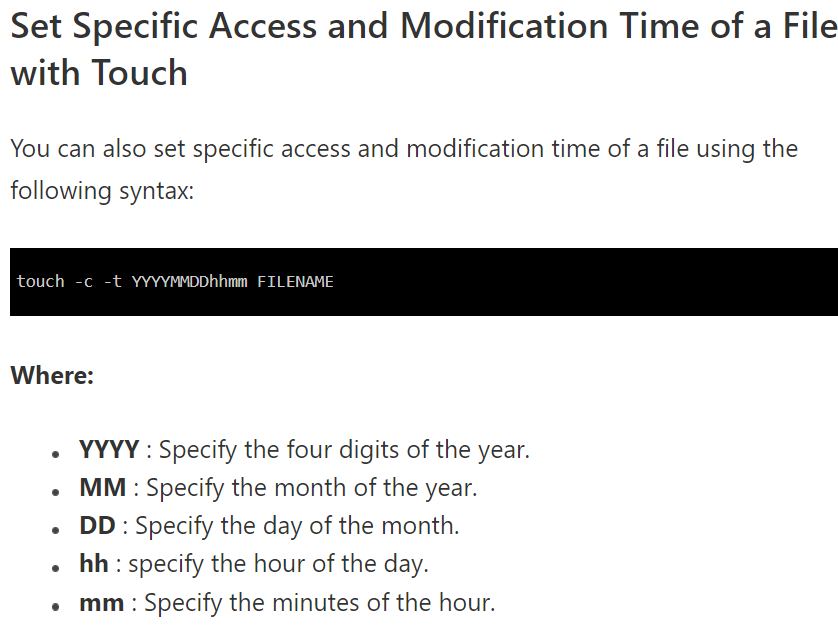 Set Specific Access and Modification Time of a File
with Touch
You can also set specific access and modification time of a file using the
following syntax:
touch -c -t YYYYMMDDhhmm FILENAME
Where:
• YYYY : Specify the four digits of the year.
• MM : Specify the month of the year.
• DD : Specify the day of the month.
• hh : specify the hour of the day.
• mm : Specify the minutes of the hour.